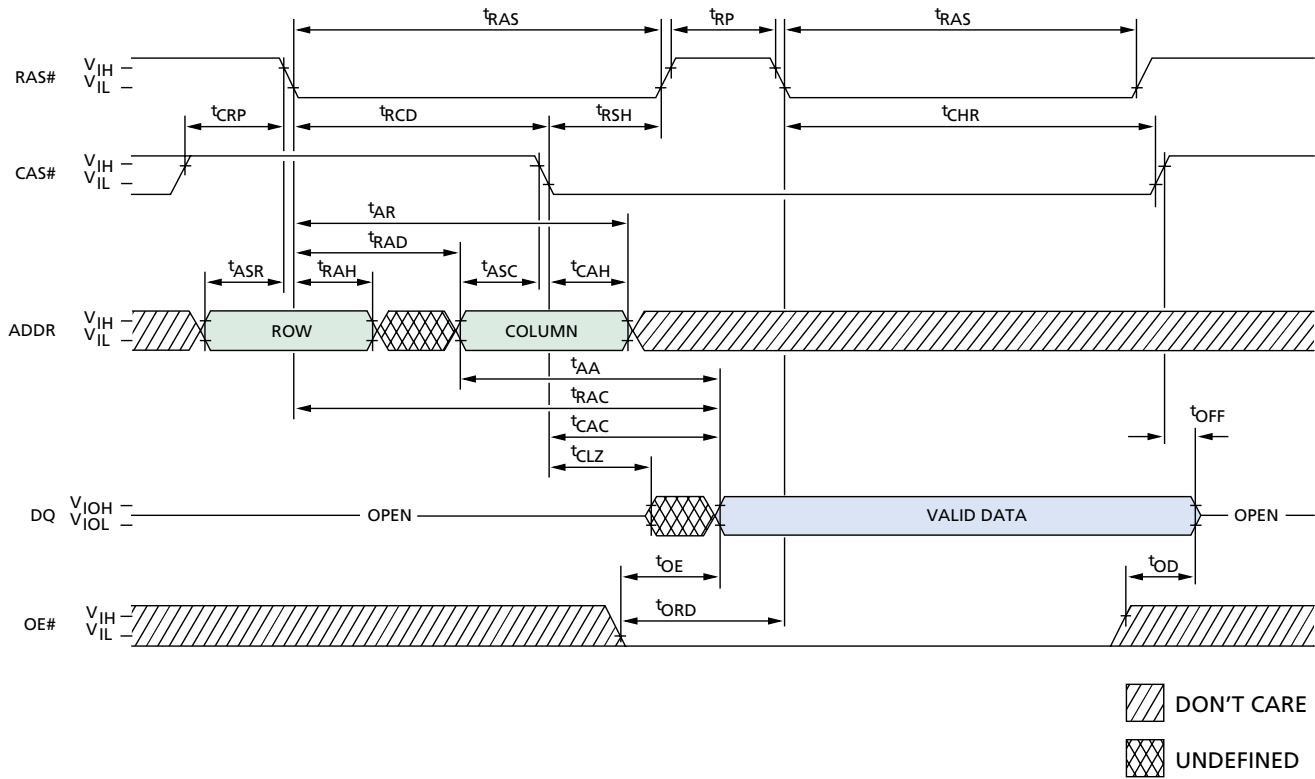 tRAS tRP tRAS
RAS# VIH
VIL
tCRP tRCD tRSH tCHR
CAS# VIH
VIL
tAR
tRAD
tASR tRAH tASC tCAH
ADDR VIH
VIL
ROW COLUMN
tAA
tRAC
tCAC tOFF
tCLZ
DQ VIOH
VIOL
OPEN VALID DATA OPEN
tOE tOD
tORD
OE# VIH
VIL
DON'T CARE
UNDEFINED